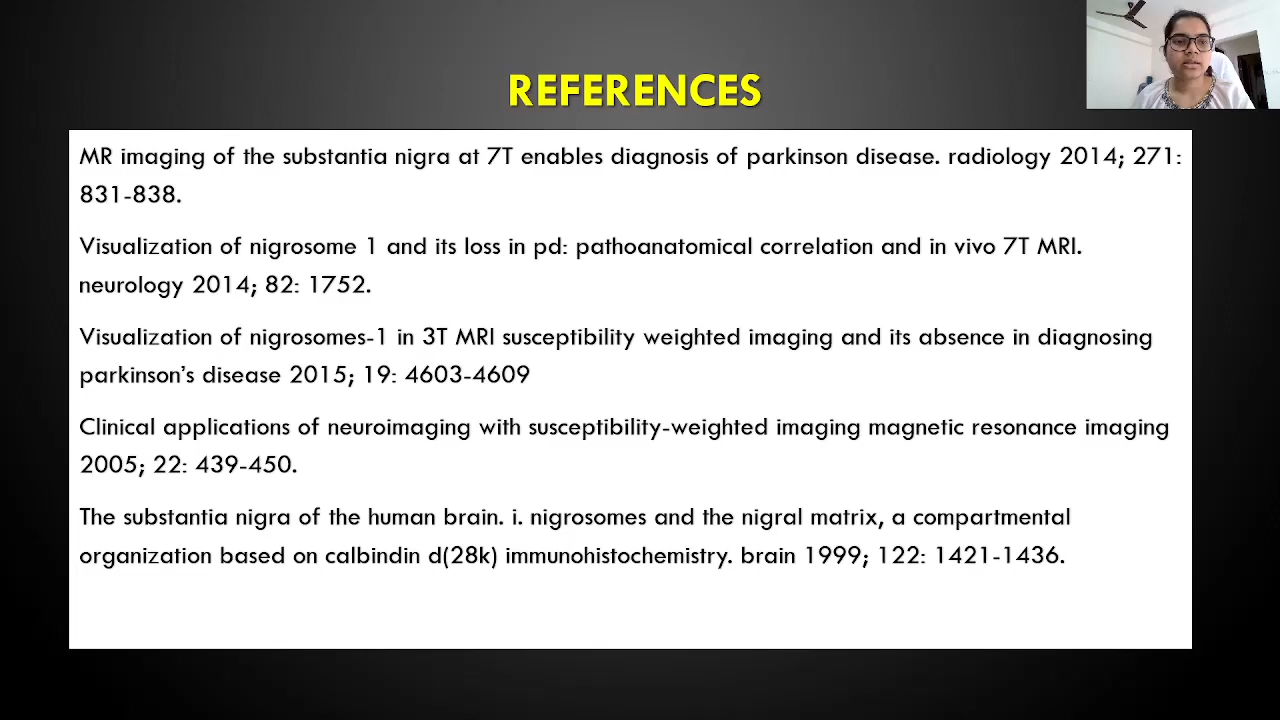 REFERENCES
MR imaging of the substantia nigra at 7T enables diagnosis of parkinson disease. radiology 2014; 271:
831-838.
Visualization of nigrosome 1 and its loss in pd: pathoanatomical correlation and in vivo 7T MRI.
neurology 2014; 82: 1752.
Visualization of nigrosomes-1 in 3T MRI susceptibility weighted imaging and its absence in diagnosing
parkinson's disease 2015; 19: 4603-4609
Clinical applications of neuroimaging with susceptibility-weighted imaging magnetic resonance imaging
2005; 22: 439-450.
The substantia nigra of the human brain. i. nigrosomes and the nigral matrix, a compartmental
organization based on calbindin d(28k) immunohistochemistry. brain 1999; 122: 1421-1436.